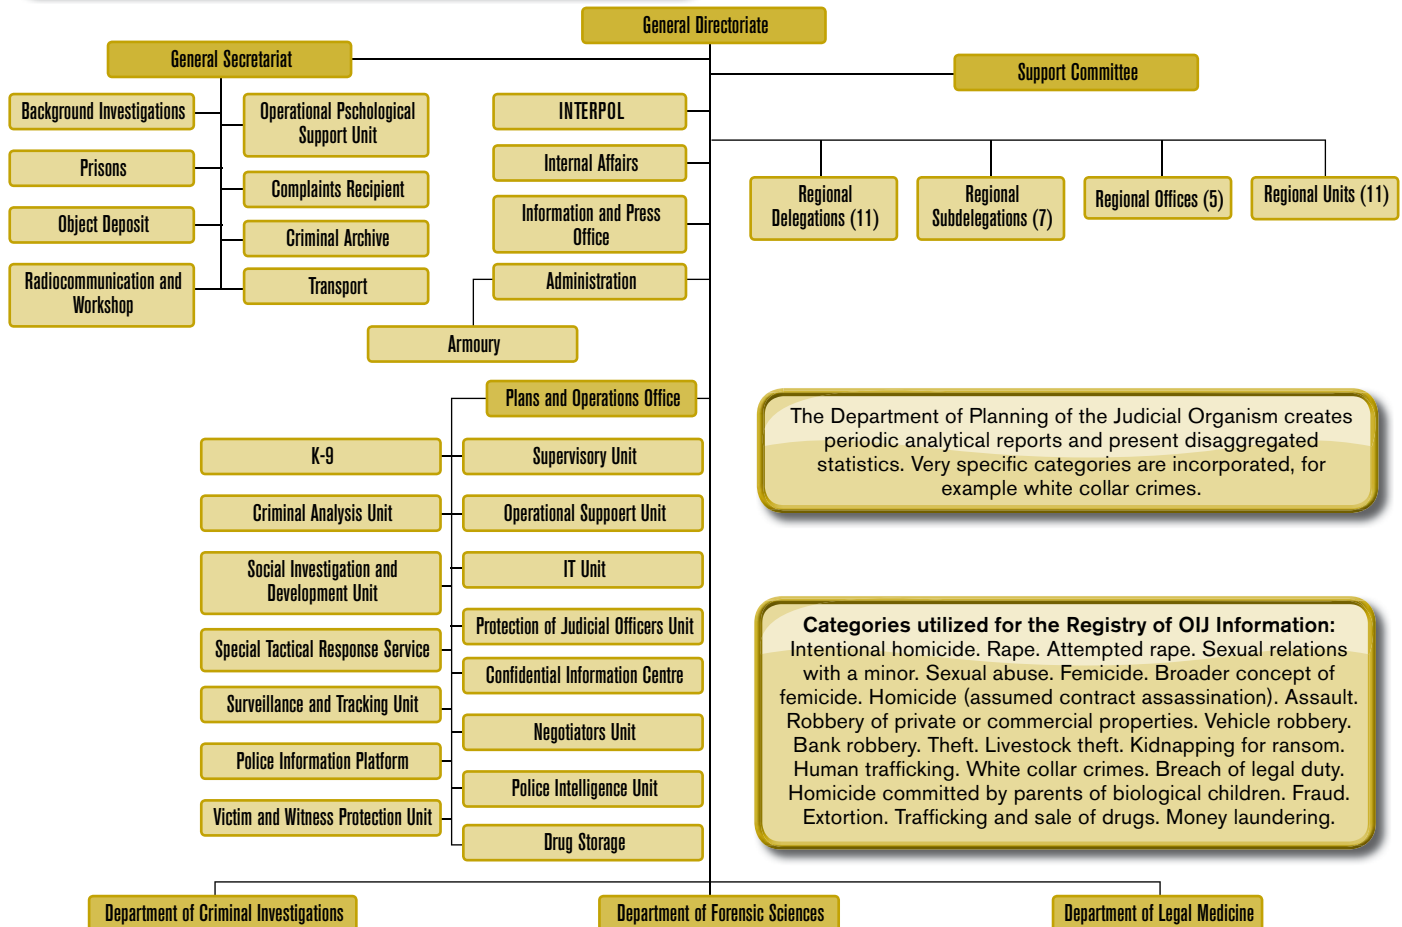 General Directoriate
General Secretariat
Support Committee
Background Investigations
Prisons
Object Deposit
Radiocommunication and
Workshop
Operational Pschological
Support Unit
Complaints Recipient
Criminal Archive
Transport
INTERPOL
Internal Affairs
Information and Press
Office
Administration
Armoury
Regional
Delegations (11)
Regional
Subdelegations (7)
Regional Offices (5)
Regional Units (11)
Plans and Operations Office
K-9
Criminal Analysis Unit
Social Investigation and
Development Unit
Special Tactical Response Service
Surveillance and Tracking Unit
Police Information Platform
Victim and Witness Protection Unit
Supervisory Unit
Operational Suppoert Unit
IT Unit
Protection of Judicial Officers Unit
Confidential Information Centre
Negotiators Unit
Police Intelligence Unit
Drug Storage
The Department of Planning of the Judicial Organism creates
periodic analytical reports and present disaggregated
statistics. Very specific categories are incorporated, for
example white collar crimes.
Categories utilized for the Registry of OIJ Information:
Intentional homicide. Rape. Attempted rape. Sexual relations
with a minor. Sexual abuse. Femicide. Broader concept of
femicide. Homicide (assumed contract assassination). Assault.
Robbery of private or commercial properties. Vehicle robbery.
Bank robbery. Theft. Livestock theft. Kidnapping for ransom.
Human trafficking. White collar crimes. Breach of legal duty.
Homicide committed by parents of biological children. Fraud.
Extortion. Trafficking and sale of drugs. Money laundering.
Department of Criminal Investigations
Department of Forensic Sciences
Department of Legal Medicine